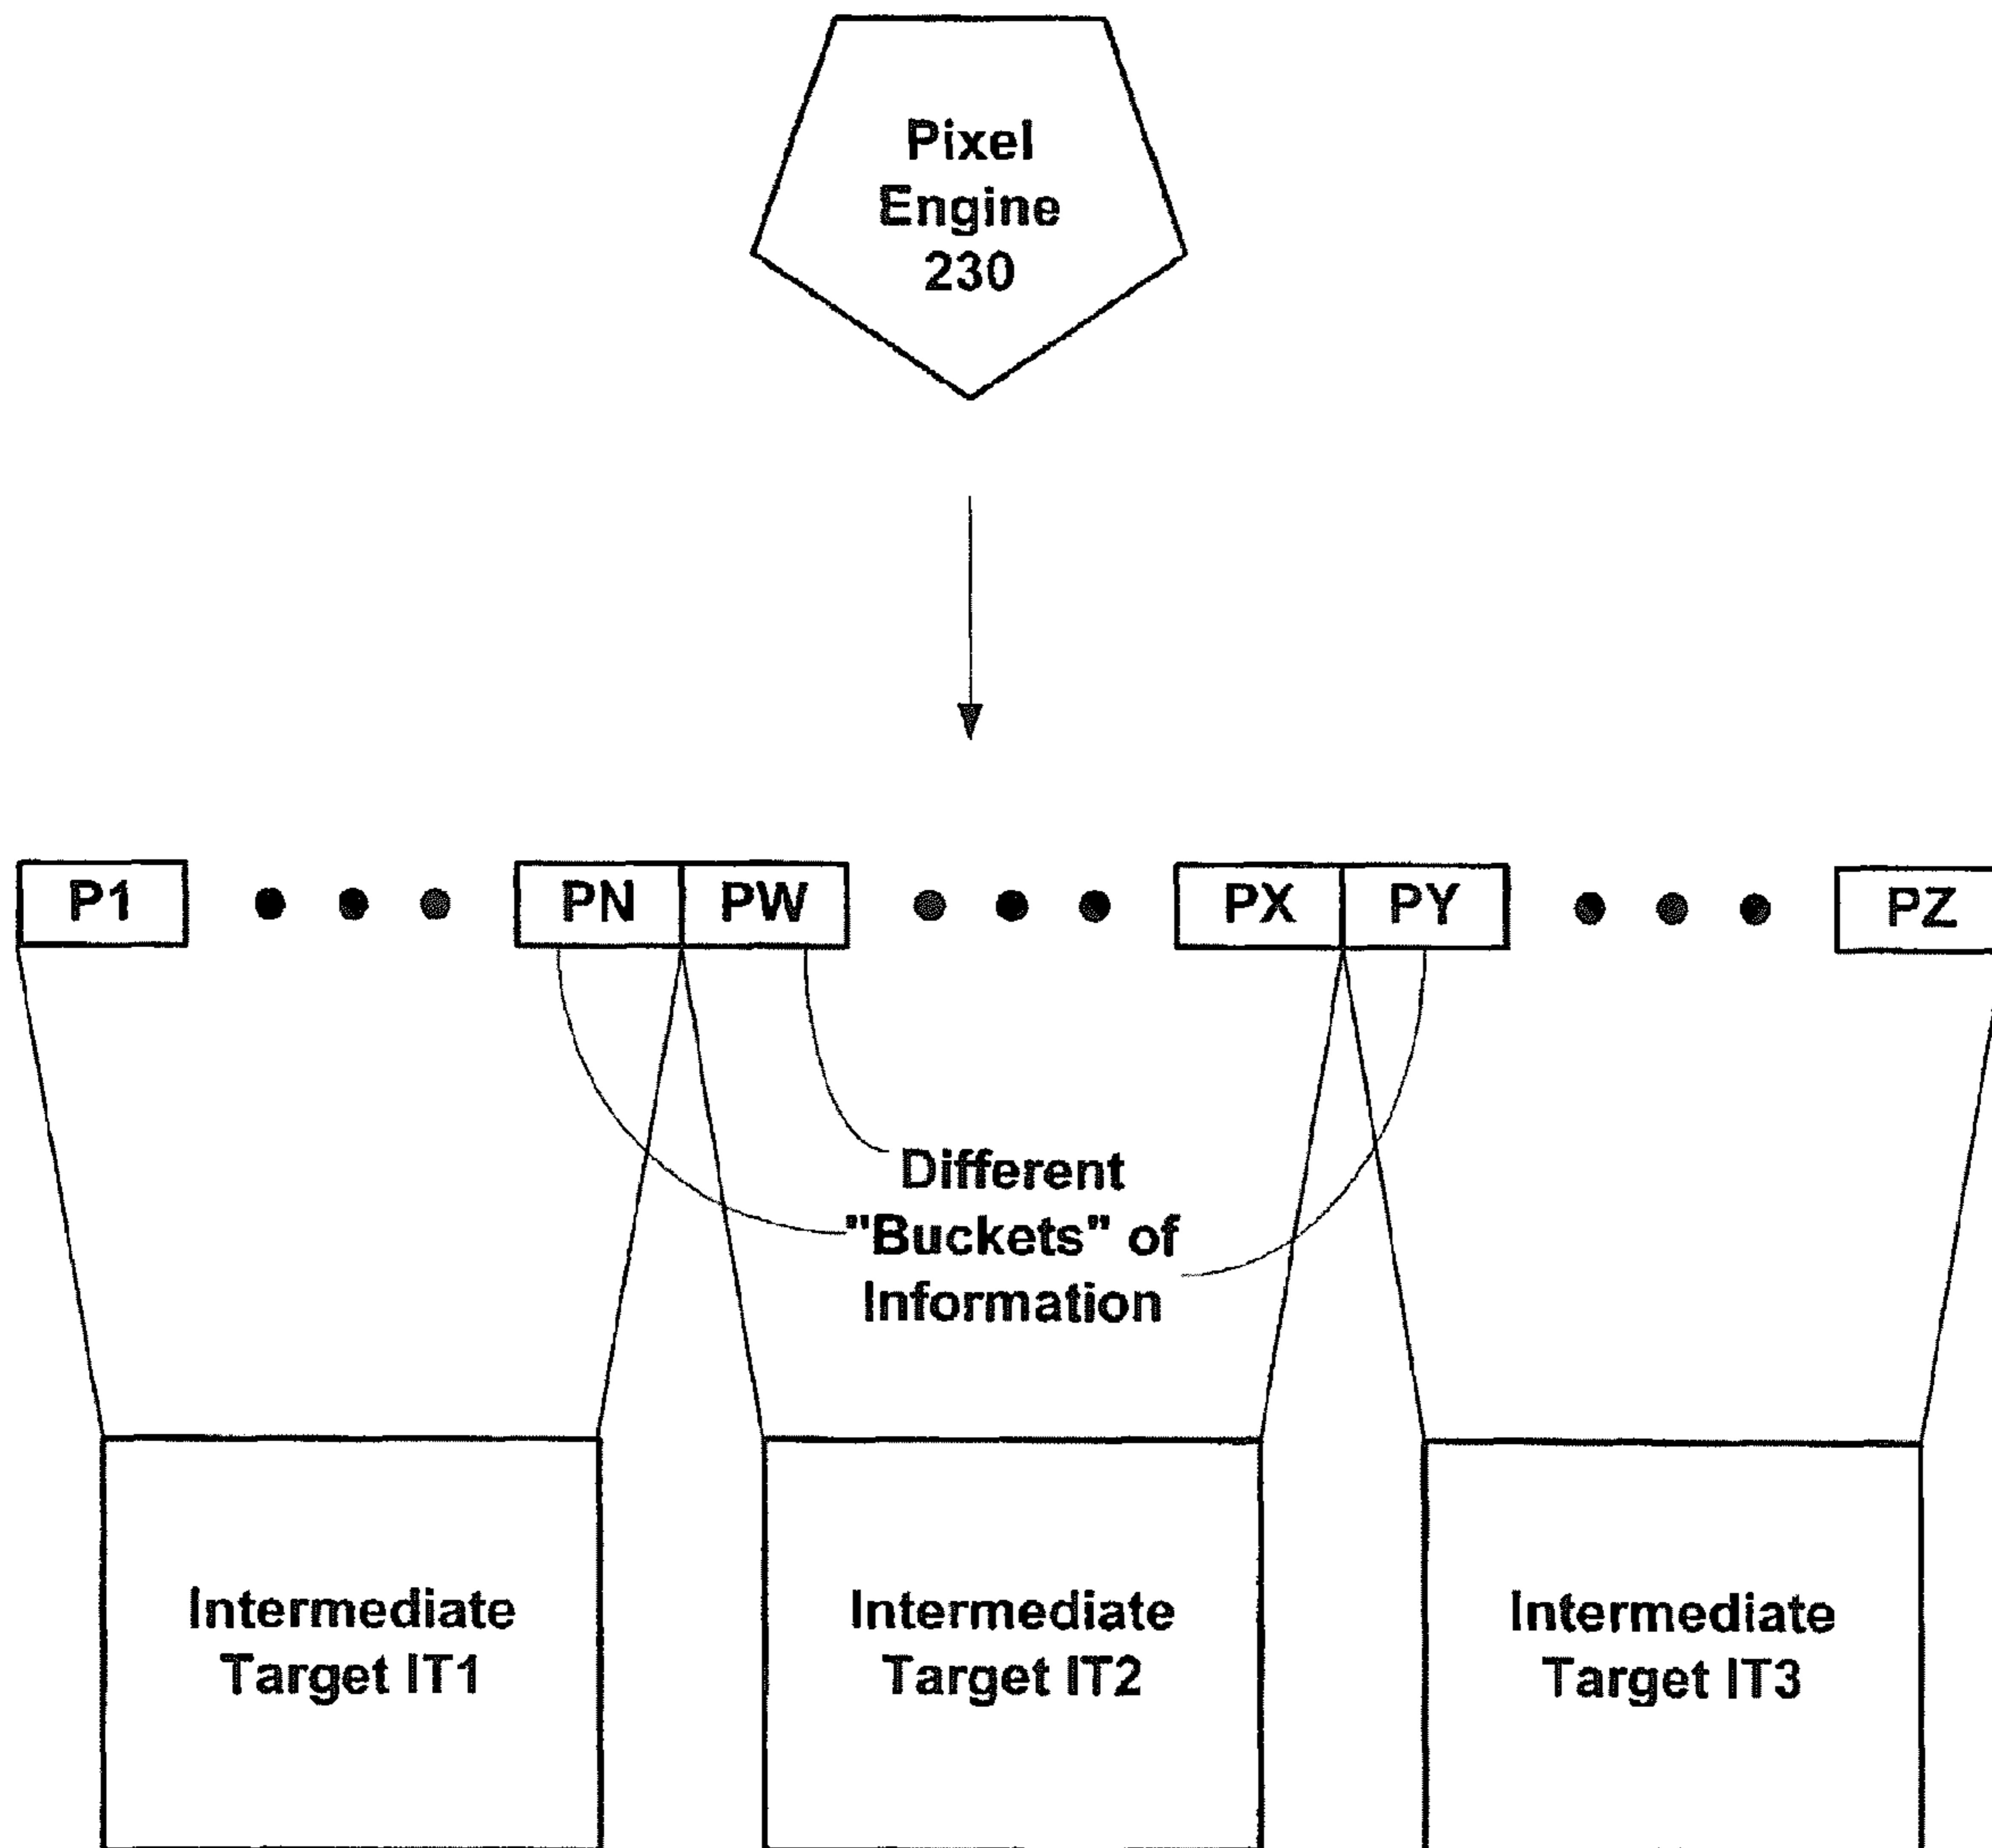 Pixel
Engine
230
P1 PN PW PX PY PZ
Different
"Buckets" of
Information
Intermediate
Target IT1
Intermediate
Target IT2
Intermediate
Target IT3